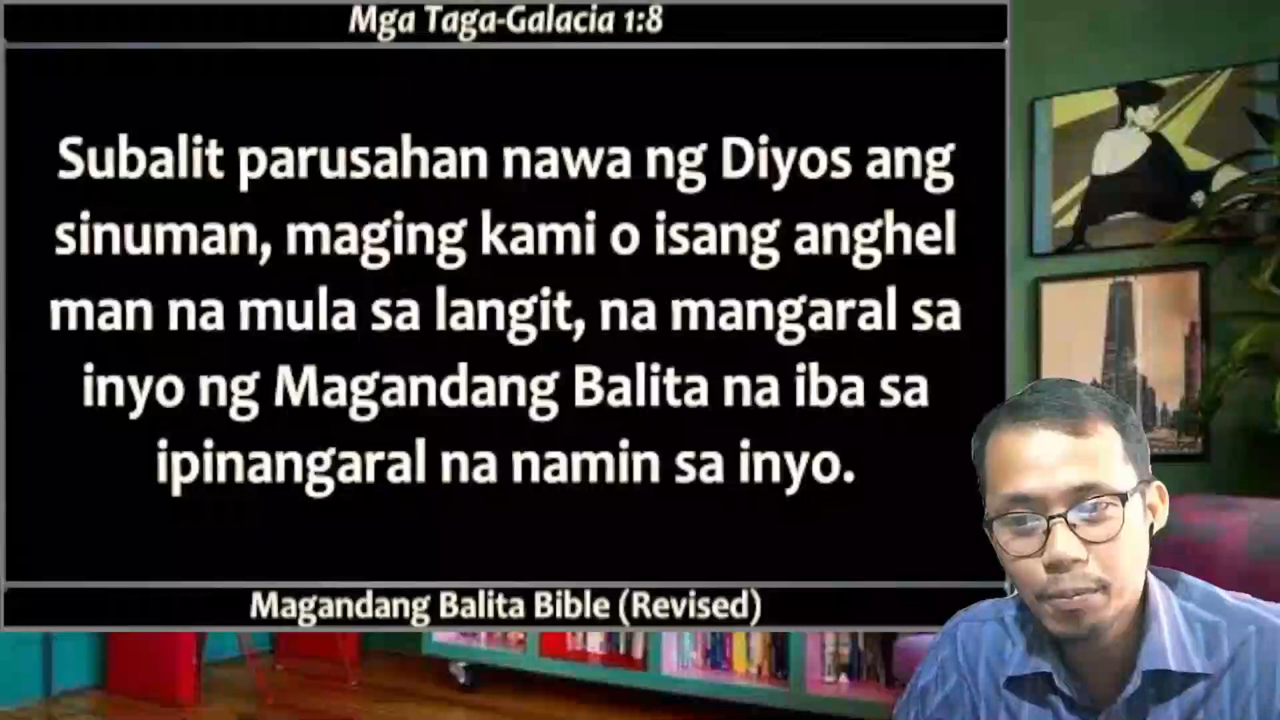 Mga Taga-Galacia 1:8
Subalit parusahan nawa ng Diyos ang
sinuman, maging kami o isang anghel
man na mula sa langit, na mangaral sa
inyo ng Magandang Balita na iba sa
ipinangaral na namin sa inyo.
Magandang Balita Bible (Revised)